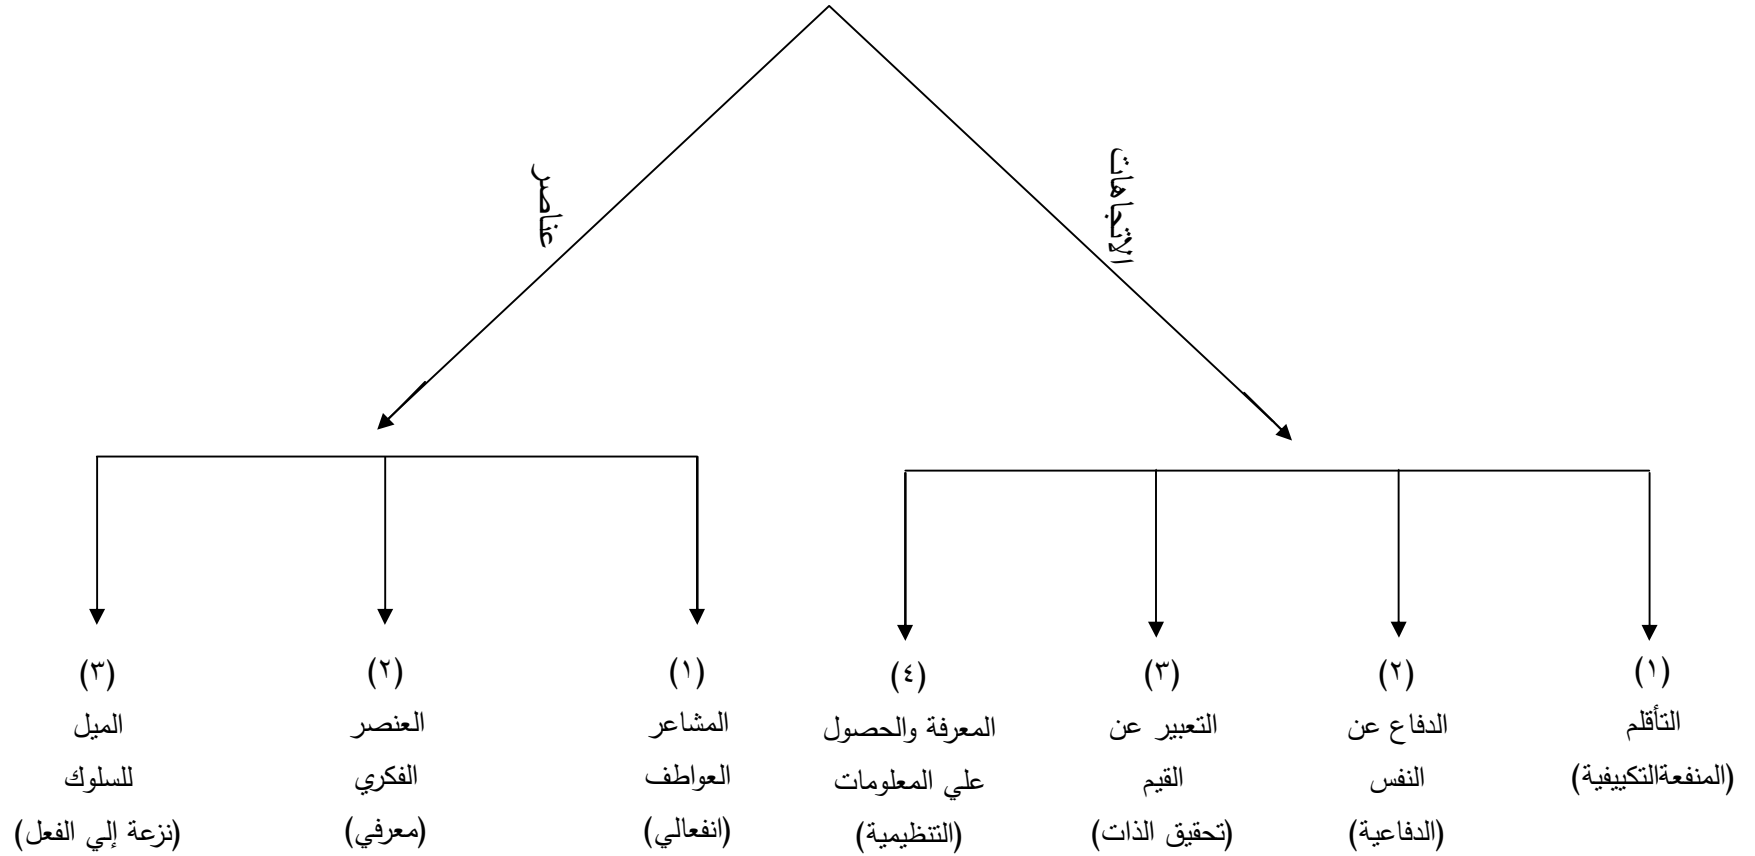 عناصر
الاتجاهات
(١)
التأقلم
(المنفعةالتكييفية)
(٢)
الدفاع عن
النفس
(الدفاعية)
(٣)
التعبير عن
القيم
(تحقيق الذات)
(٤)
المعرفة والحصول
علي المعلومات
(التنظيمية)
(١)
المشاعر
العواطف
(انفعالي)
(٢)
العنصر
الفكري
(معرفي)
(٣)
الميل
للسلوك
(نزعة إلي الفعل)